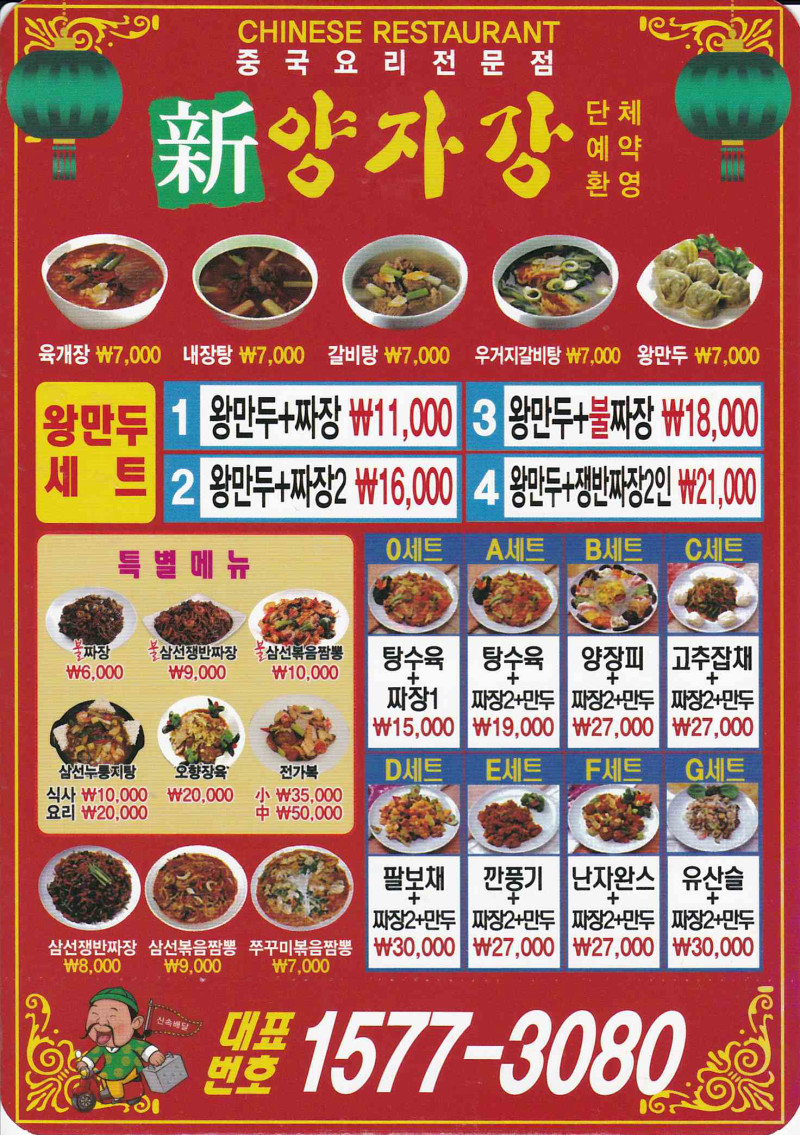 CHINESE RESTAURANT
중국요리전문점
新양자장
단체
예약
환영
육개장 ₩7,000
내장탕 ₩7,000
갈비탕 ₩7,000
우거지갈비탕 ₩7,000
왕만두 ₩7,000
왕만두
세트
1 왕만두+짜장 ₩11,000
3 왕만두+불짜장 ₩18,000
2 왕만두+짜장2 ₩16,000
4 왕만두+쟁반짜장2인 ₩21,000
특별메뉴
불짜장
₩6,000
불삼선쟁반짜장
₩9,000
불삼선볶음짬뽕
₩10,000
삼선누룽지탕
식사 ₩10,000
요리 ₩20,000
오향장육
₩20,000
전가복
小 ₩35,000
中 ₩50,000
삼선쟁반짜장
₩8,000
삼선볶음짬뽕
₩9,000
쭈꾸미볶음짬뽕
₩7,000
0세트
탕수육
+
짜장1
₩15,000
A세트
탕수육
+
짜장2+만두
₩19,000
B세트
양장피
+
짜장2+만두
₩27,000
C세트
고추잡채
+
짜장2+만두
₩27,000
D세트
팔보채
+
짜장2+만두
₩30,000
E세트
깐풍기
+
짜장2+만두
₩27,000
F세트
난자완스
+
짜장2+만두
₩27,000
G세트
유산슬
+
짜장2+만두
₩30,000
신속배달
대표
번호
1577-3080